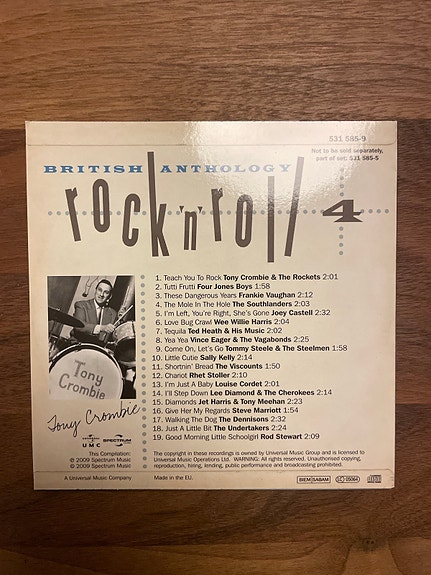 531 585-9
Not to be sold separately,
part of set: 531 585-5
BRITISH ANTHOLOGY
rock 'n' roll 4
1. Teach You To Rock Tony Crombie & The Rockets 2:01
2. Tutti Frutti Four Jones Boys 1:58
3. These Dangerous Years Frankie Vaughan 2:12
4. The Mole In The Hole The Southlanders 2:03
5. I'm Left, You're Right, She's Gone Joey Castell 2:32
6. Love Bug Crawl Wee Willie Harris 2:04
7. Tequila Ted Heath & His Music 2:02
8. Yea Yea Vince Eager & The Vagabonds 2:25
9. Come On, Let's Go Tommy Steele & The Steelmen 1:58
10. Little Cutie Sally Kelly 2:14
11. Shortnin' Bread The Viscounts 1:50
12. Chariot Rhet Stoller 2:10
13. I'm Just A Baby Louise Cordet 2:01
14. I'll Step Down Lee Diamond & The Cherokees 2:14
15. Diamonds Jet Harris & Tony Meehan 2:23
16. Give Her My Regards Steve Marriott 1:54
17. Walking The Dog The Dennisons 2:32
18. Just A Little Bit The Undertakers 2:24
19. Good Morning Little Schoolgirl Rod Stewart 2:09
Tony
Crombie
Tony Crombie
UMC
SPECTRUM
This Compilation:
℗ 2009 Spectrum Music
© 2009 Spectrum Music
The copyright in these recordings is owned by Universal Music Group and is licensed to
Universal Music Operations Ltd. WARNING: All rights reserved. Unauthorised copying,
reproduction, hiring, lending, public performance and broadcasting prohibited.
A Universal Music Company
Made in the EU.
BIEM/SABAM
LC 05064